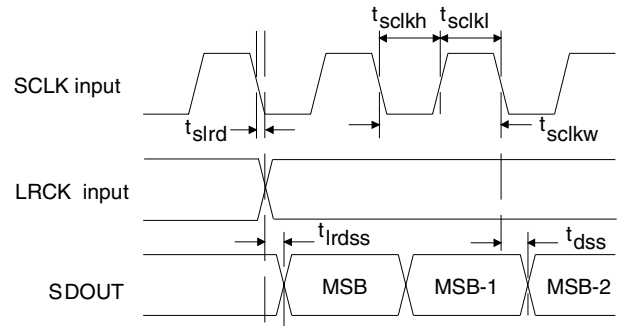 tsclkh tsclkl
SCLK input
tslrd
tsclkw
LRCK input
tlrdss
tdss
SDOUT
MSB MSB-1 MSB-2